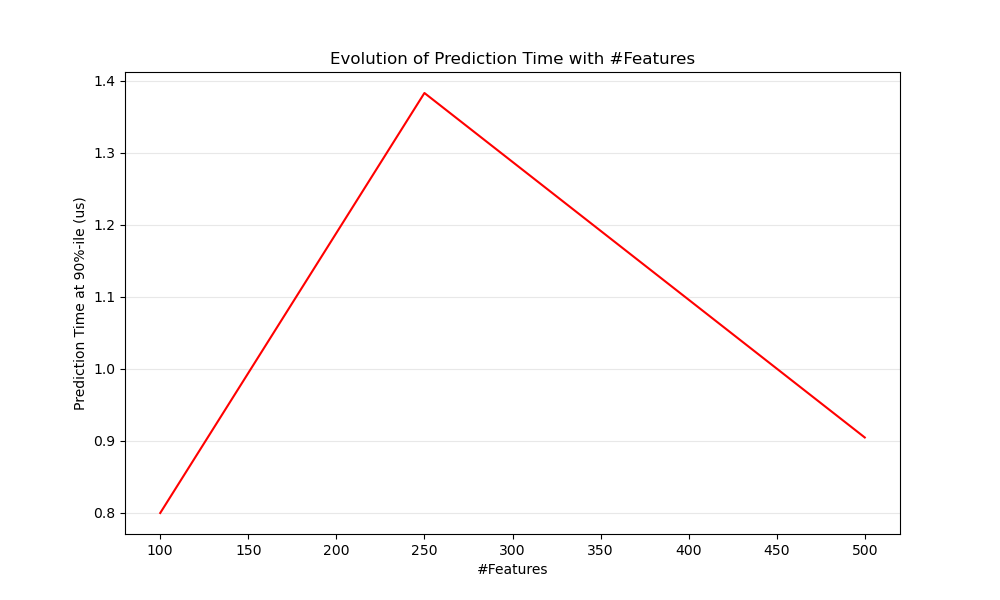 Evolution of Prediction Time with #Features
Prediction Time at 90%-ile (us)
1.4
1.3
1.2
1.1
1.0
0.9
0.8
100 150 200 250 300 350 400 450 500
#Features